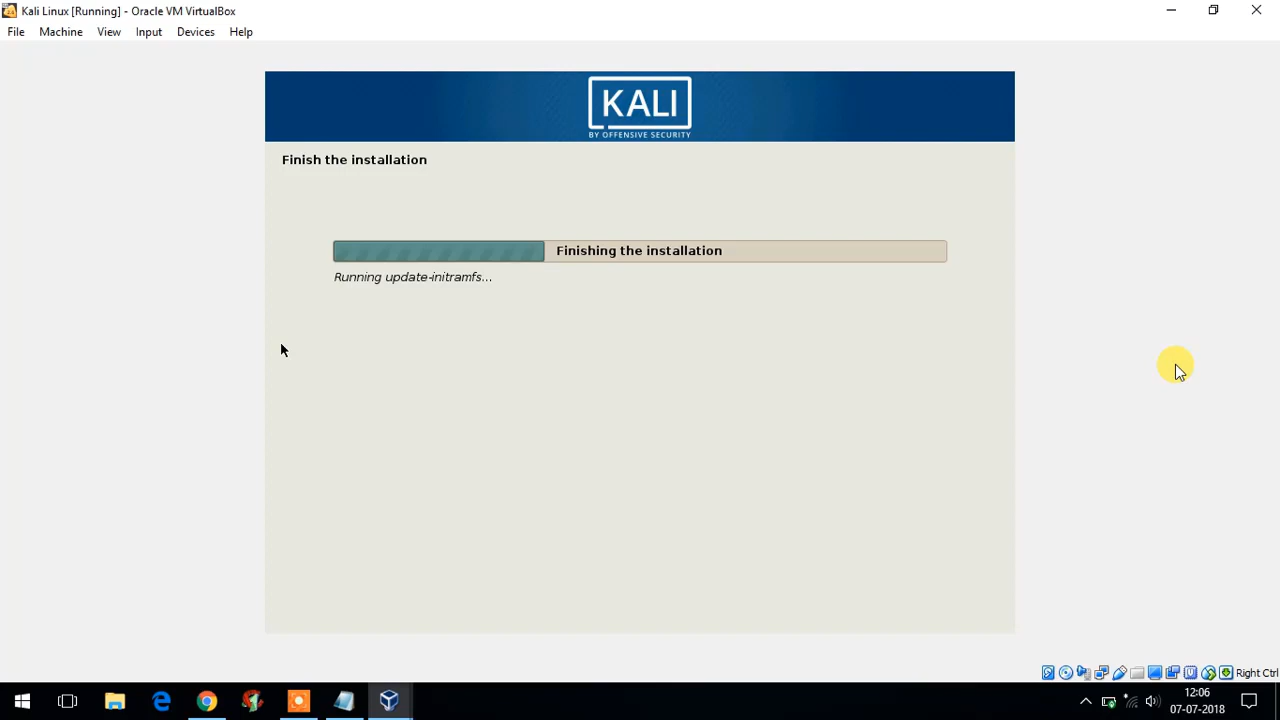 Kali Linux [Running] - Oracle VM VirtualBox
File Machine View Input Devices Help
KALI
BY OFFENSIVE SECURITY
Finish the installation
Finishing the installation
Running update-initramfs...
Right Ctrl
12:06
07-07-2018